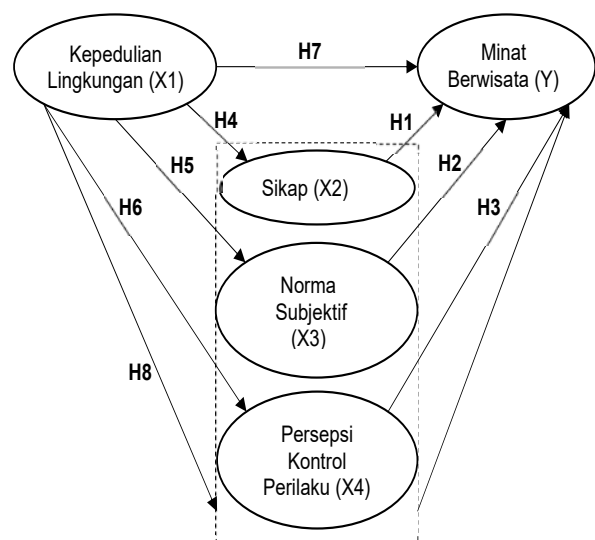 Kepedulian
Lingkungan (X1)
H7
Minat
Berwisata (Y)
H4
H1
H5
H2
Sikap (X2)
H6
H3
Norma
Subjektif
(X3)
H8
Persepsi
Kontrol
Perilaku (X4)